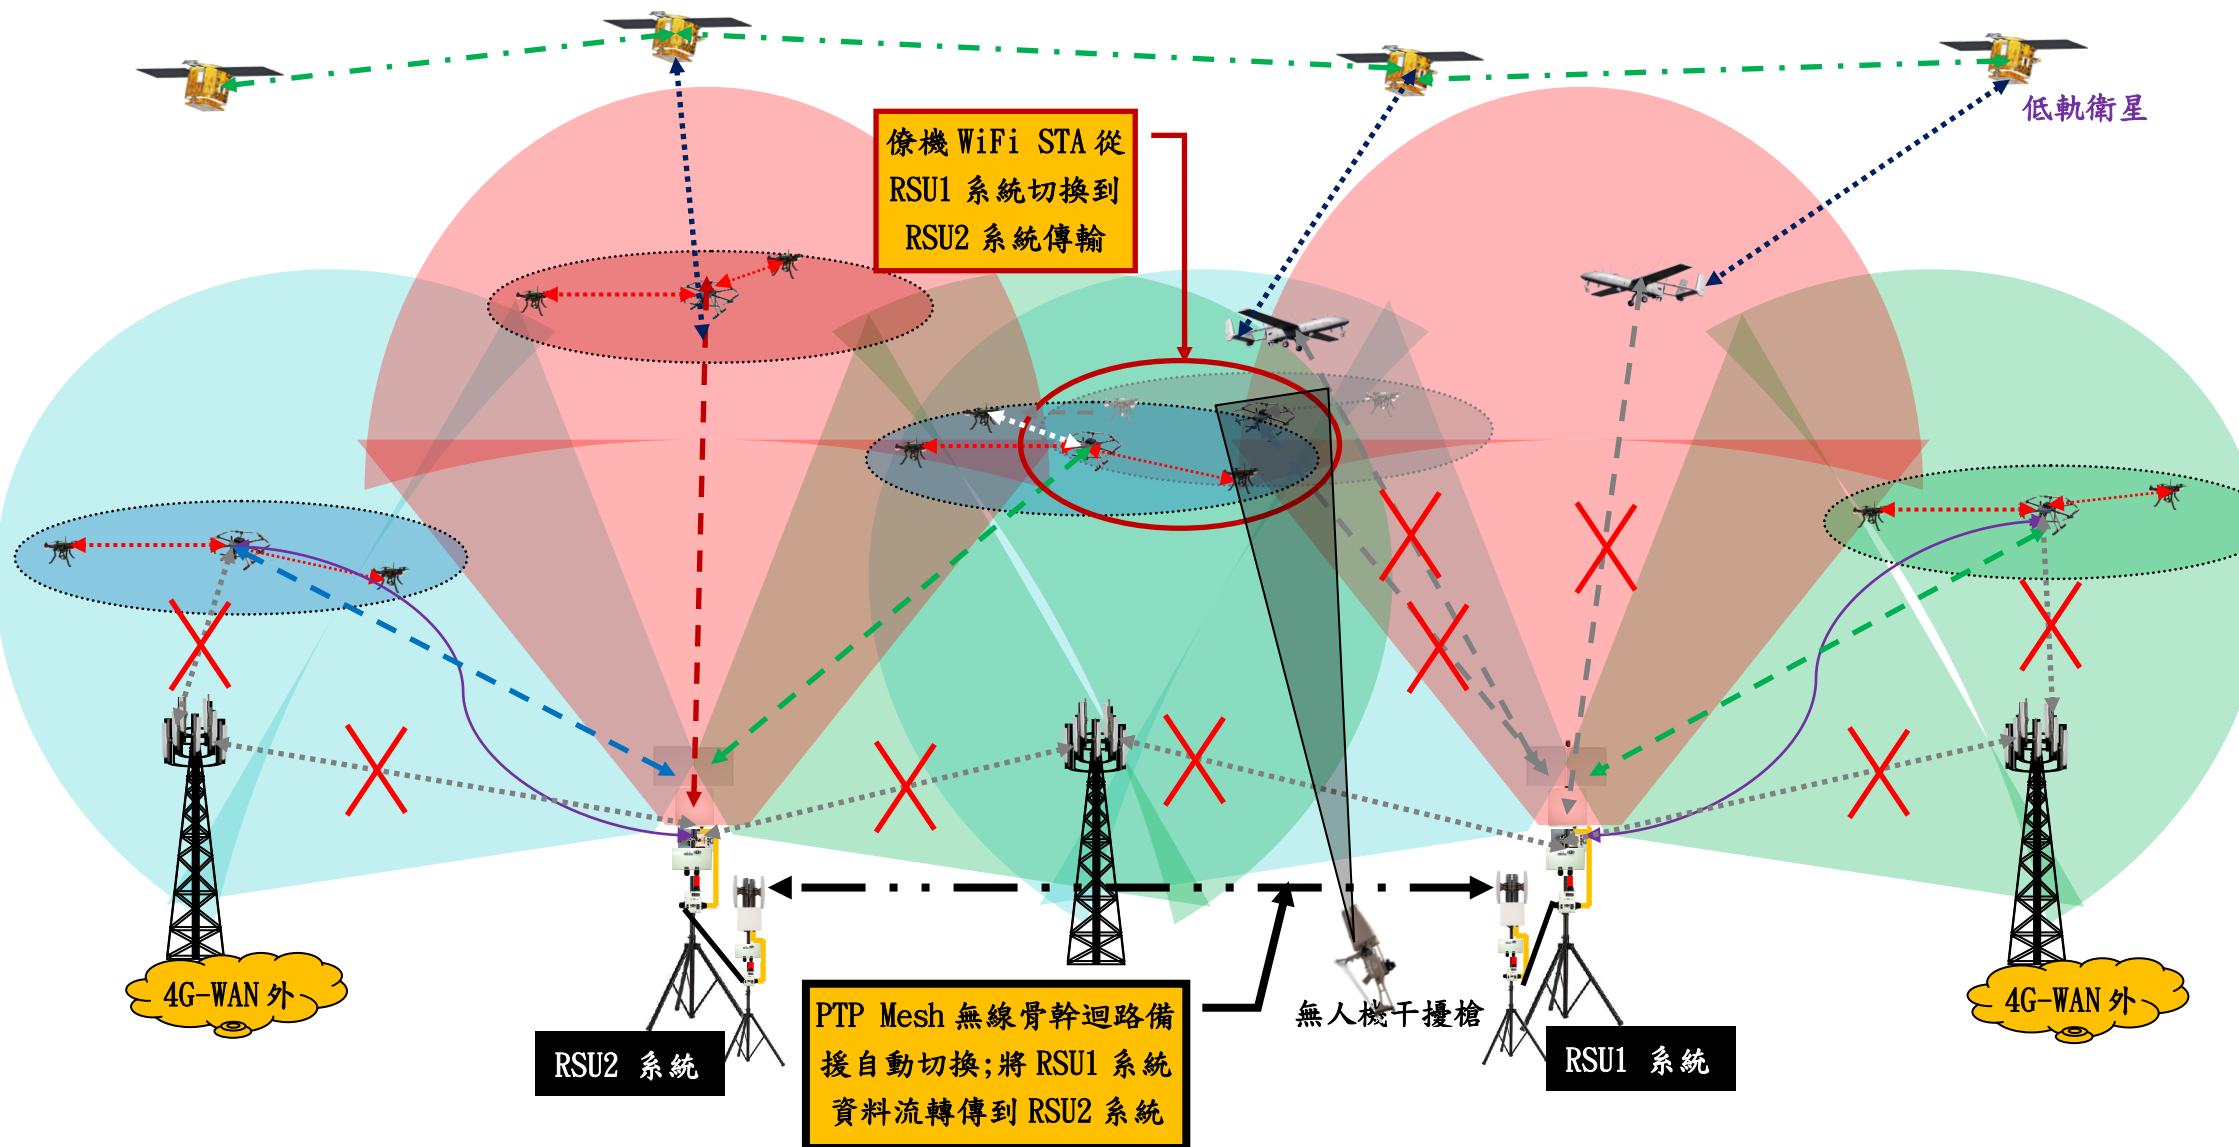 低軌衛星
僚機 WiFi STA 從
RSU1 系統切換到
RSU2 系統傳輸
4G-WAN 外
RSU2 系統
PTP Mesh 無線骨幹迴路備
援自動切換;將 RSU1 系統
資料流轉傳到 RSU2 系統
無人機干擾槍
RSU1 系統
4G-WAN 外